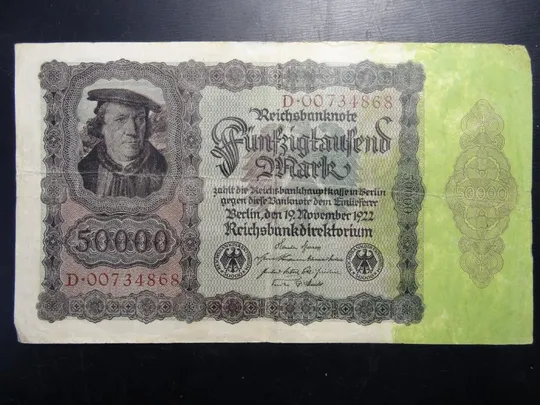 D·00734868
Reichsbanknote
Fünfzigtausend
Mark
zahlt die Reichsbankhauptkasse in Berlin
gegen diese Banknote dem Einlieferer
Berlin, den 19. November 1922
Reichsbankdirektorium
50000
D·00734868
50000
50000